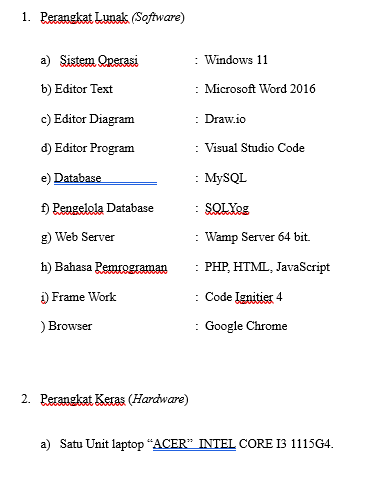 1. Perangkat Lunak (Software)
a) Sistem Operasi : Windows 11
b) Editor Text : Microsoft Word 2016
c) Editor Diagram : Draw.io
d) Editor Program : Visual Studio Code
e) Database : MySQL
f) Pengelola Database : SQLYog
g) Web Server : Wamp Server 64 bit.
h) Bahasa Pemrograman : PHP, HTML, JavaScript
i) Frame Work : Code Ignitier 4
) Browser : Google Chrome
2. Perangkat Keras (Hardware)
a) Satu Unit laptop “ACER” INTEL CORE I3 1115G4.